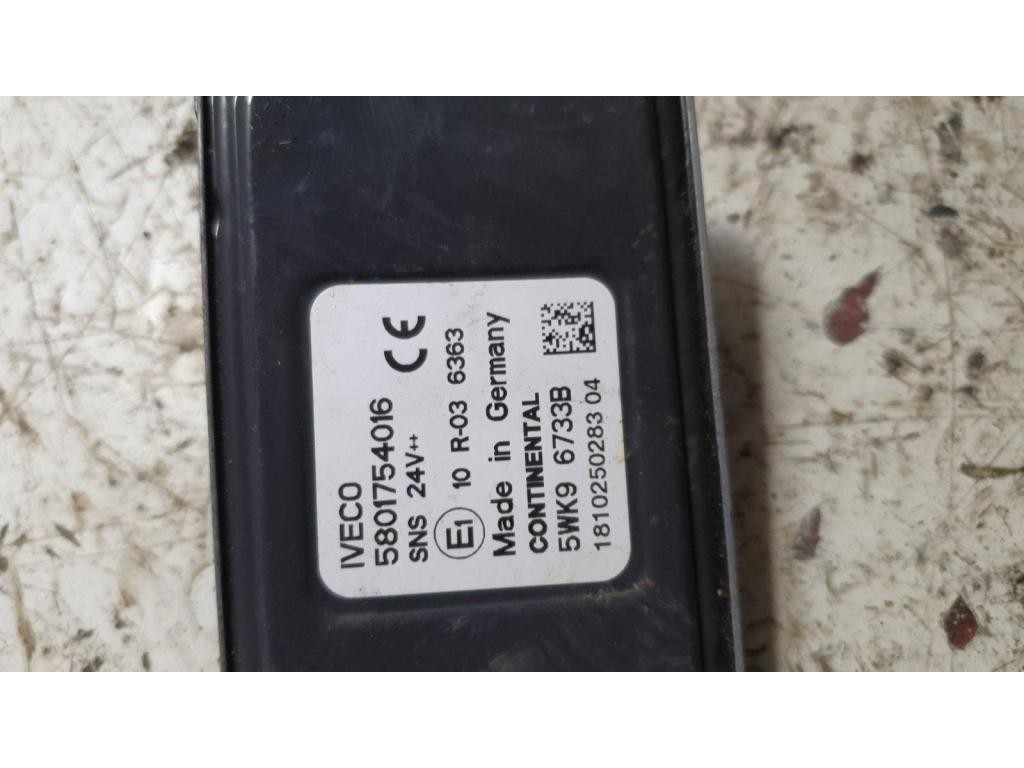 IVECO
5801754016
SNS 24V++ CE
E1 10 R-03 6363
Made in Germany
CONTINENTAL
5WK9 6733B
1810250283 04